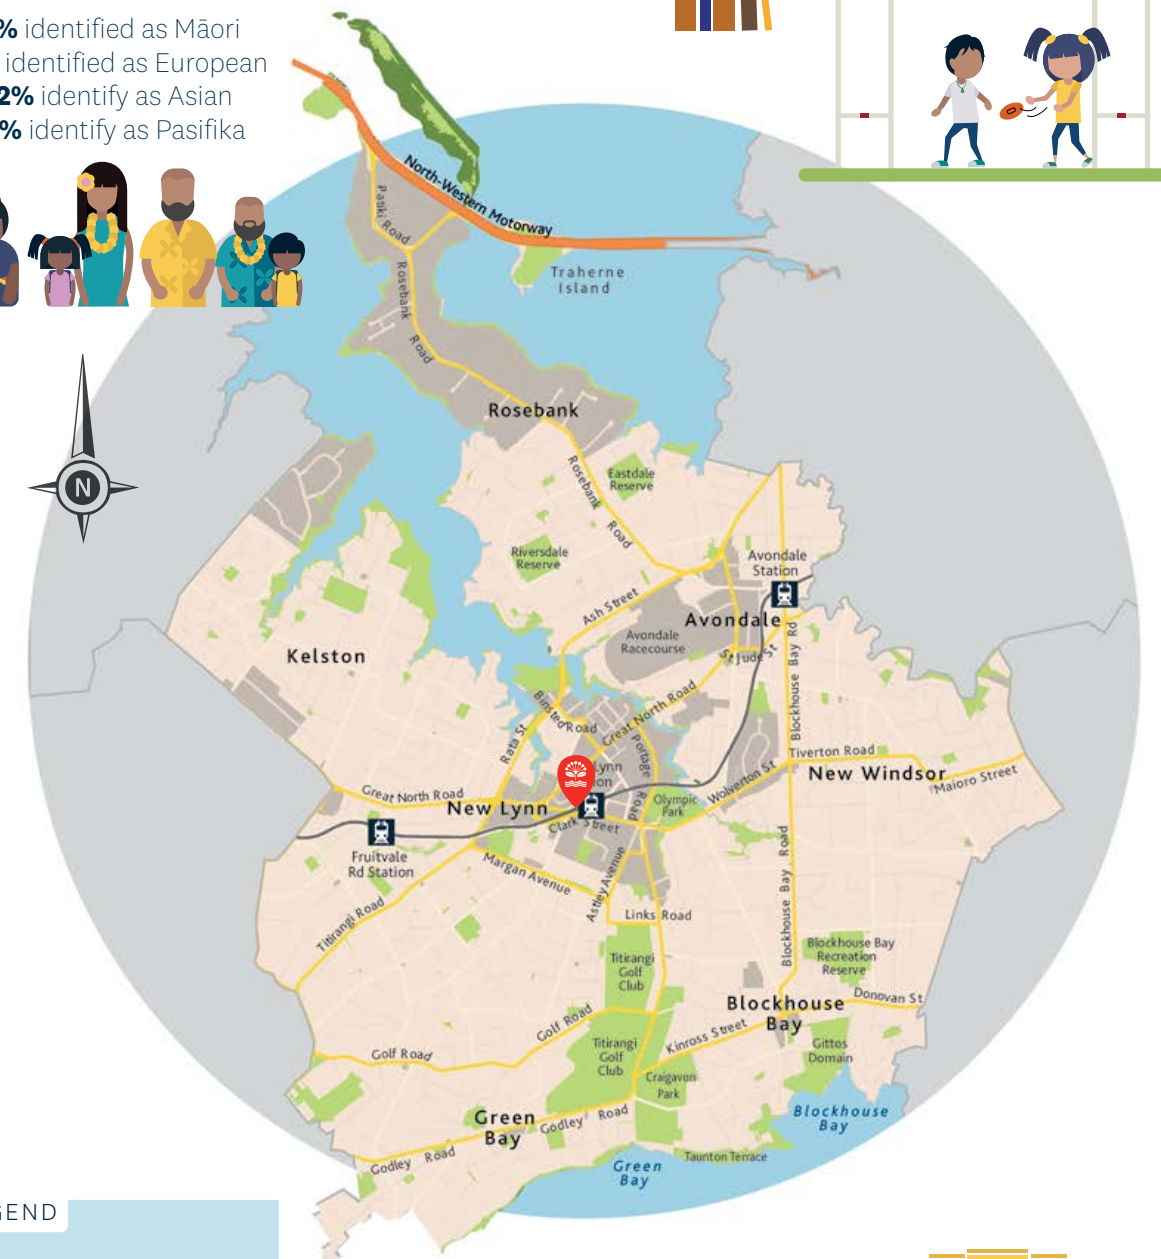 % identified as Māori
identified as European
2% identify as Asian
% identify as Pasifika
North-Western Motorway
Patiki Road
Traherne
Island
Rosebank
Road
Rosebank
Rosebank
Road
Eastdale
Reserve
Riversdale
Reserve
Avondale
Station
Ash Street
Avondale
Avondale
Racecourse
St Jude St
Blockhouse Bay Rd
Kelston
Binsted Road
Great North Road
Rata St
Portage
Road
Lynn
ion
Tiverton Road
New Windsor
Maioro Street
Wolverton St
Great North Road
New Lynn
Olympic
Park
Clark Street
Fruitvale
Rd Station
Margan Avenue
Astley Avenue
Blockhouse Bay Road
Titirangi Road
Links Road
Titirangi
Golf
Club
Blockhouse Bay
Recreation
Reserve
Donovan St
Blockhouse
Bay
Golf Road
Golf Road
Kinross Street
Titirangi
Golf
Club
Gittos
Domain
Craigavon
Park
Green
Bay
Godley Road
Blockhouse
Bay
Godley Road
Taunton Terrace
Green
Bay
N
GEND